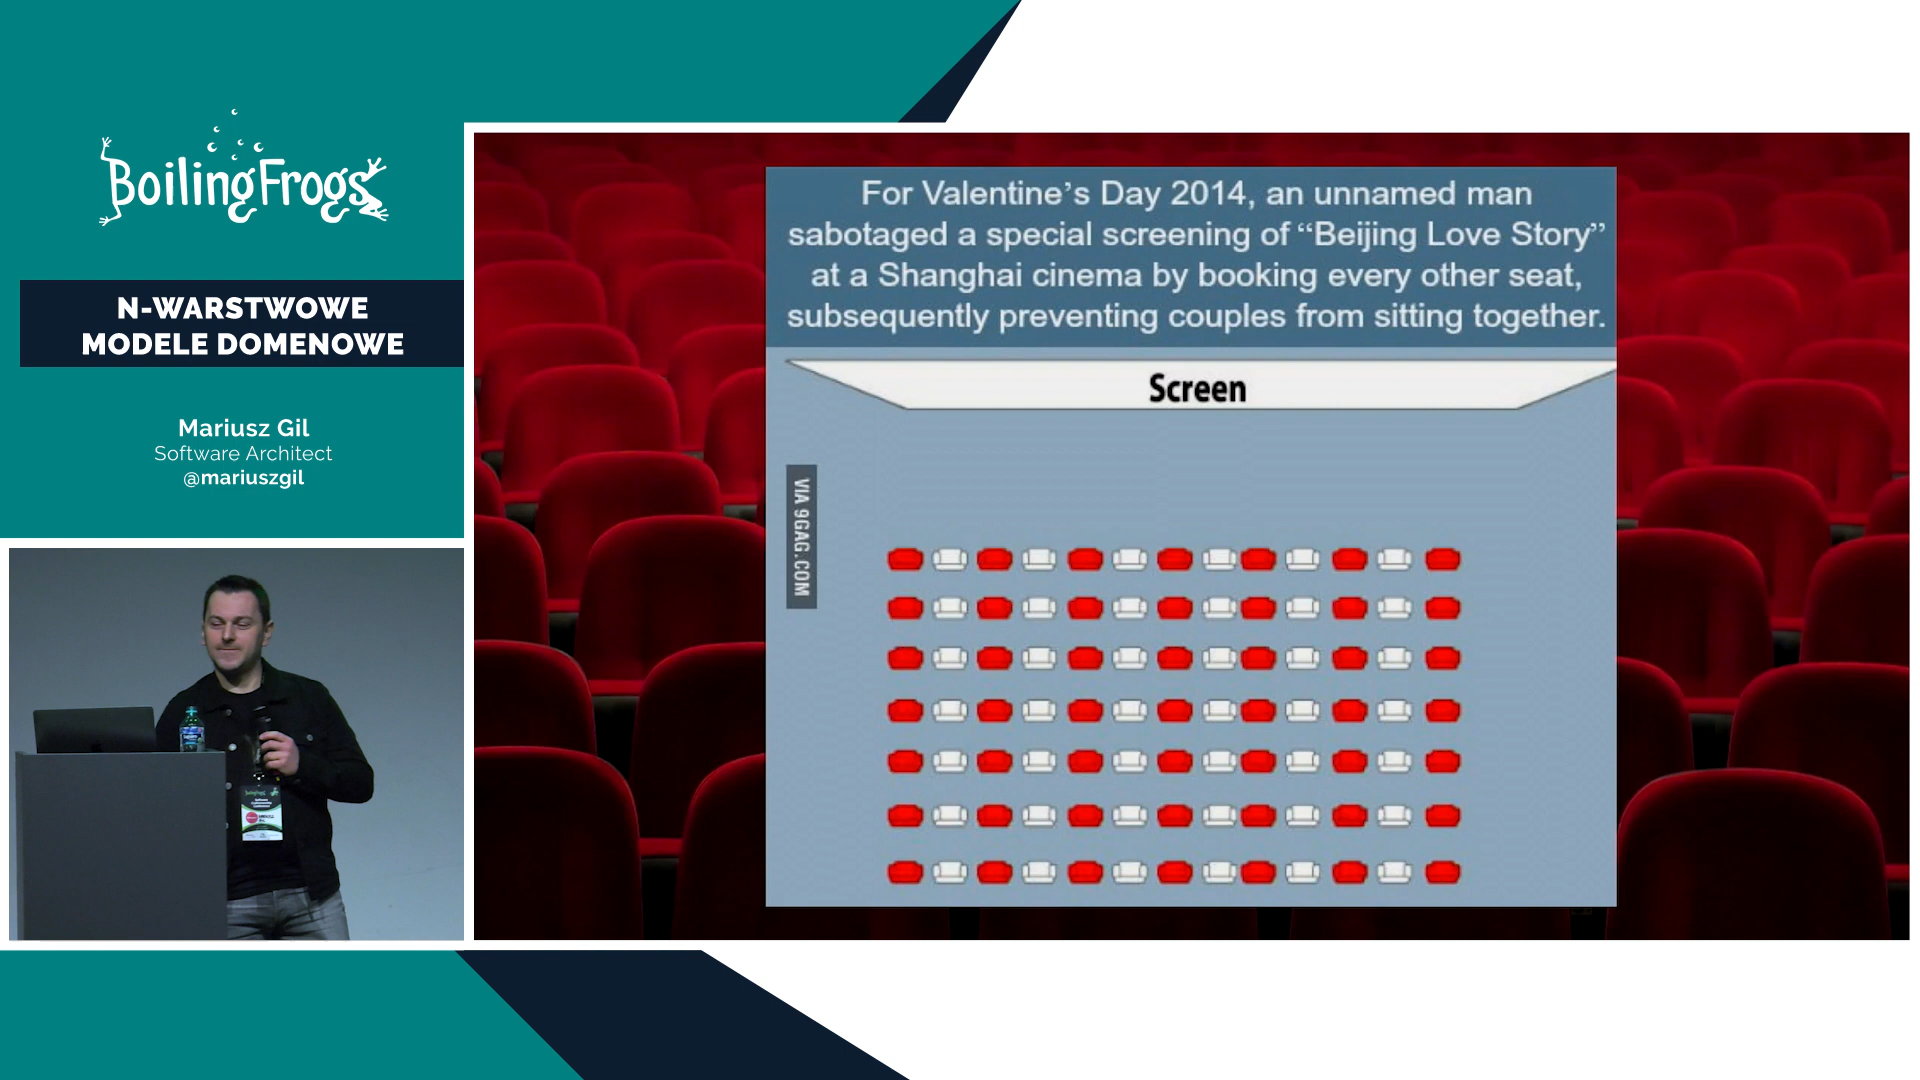 BoilingFrogs
N-WARSTWOWE
MODELE DOMENOWE
Mariusz Gil
Software Architect
@mariuszgil
For Valentine’s Day 2014, an unnamed man
sabotaged a special screening of “Beijing Love Story”
at a Shanghai cinema by booking every other seat,
subsequently preventing couples from sitting together.
Screen
VIA 9GAG.COM